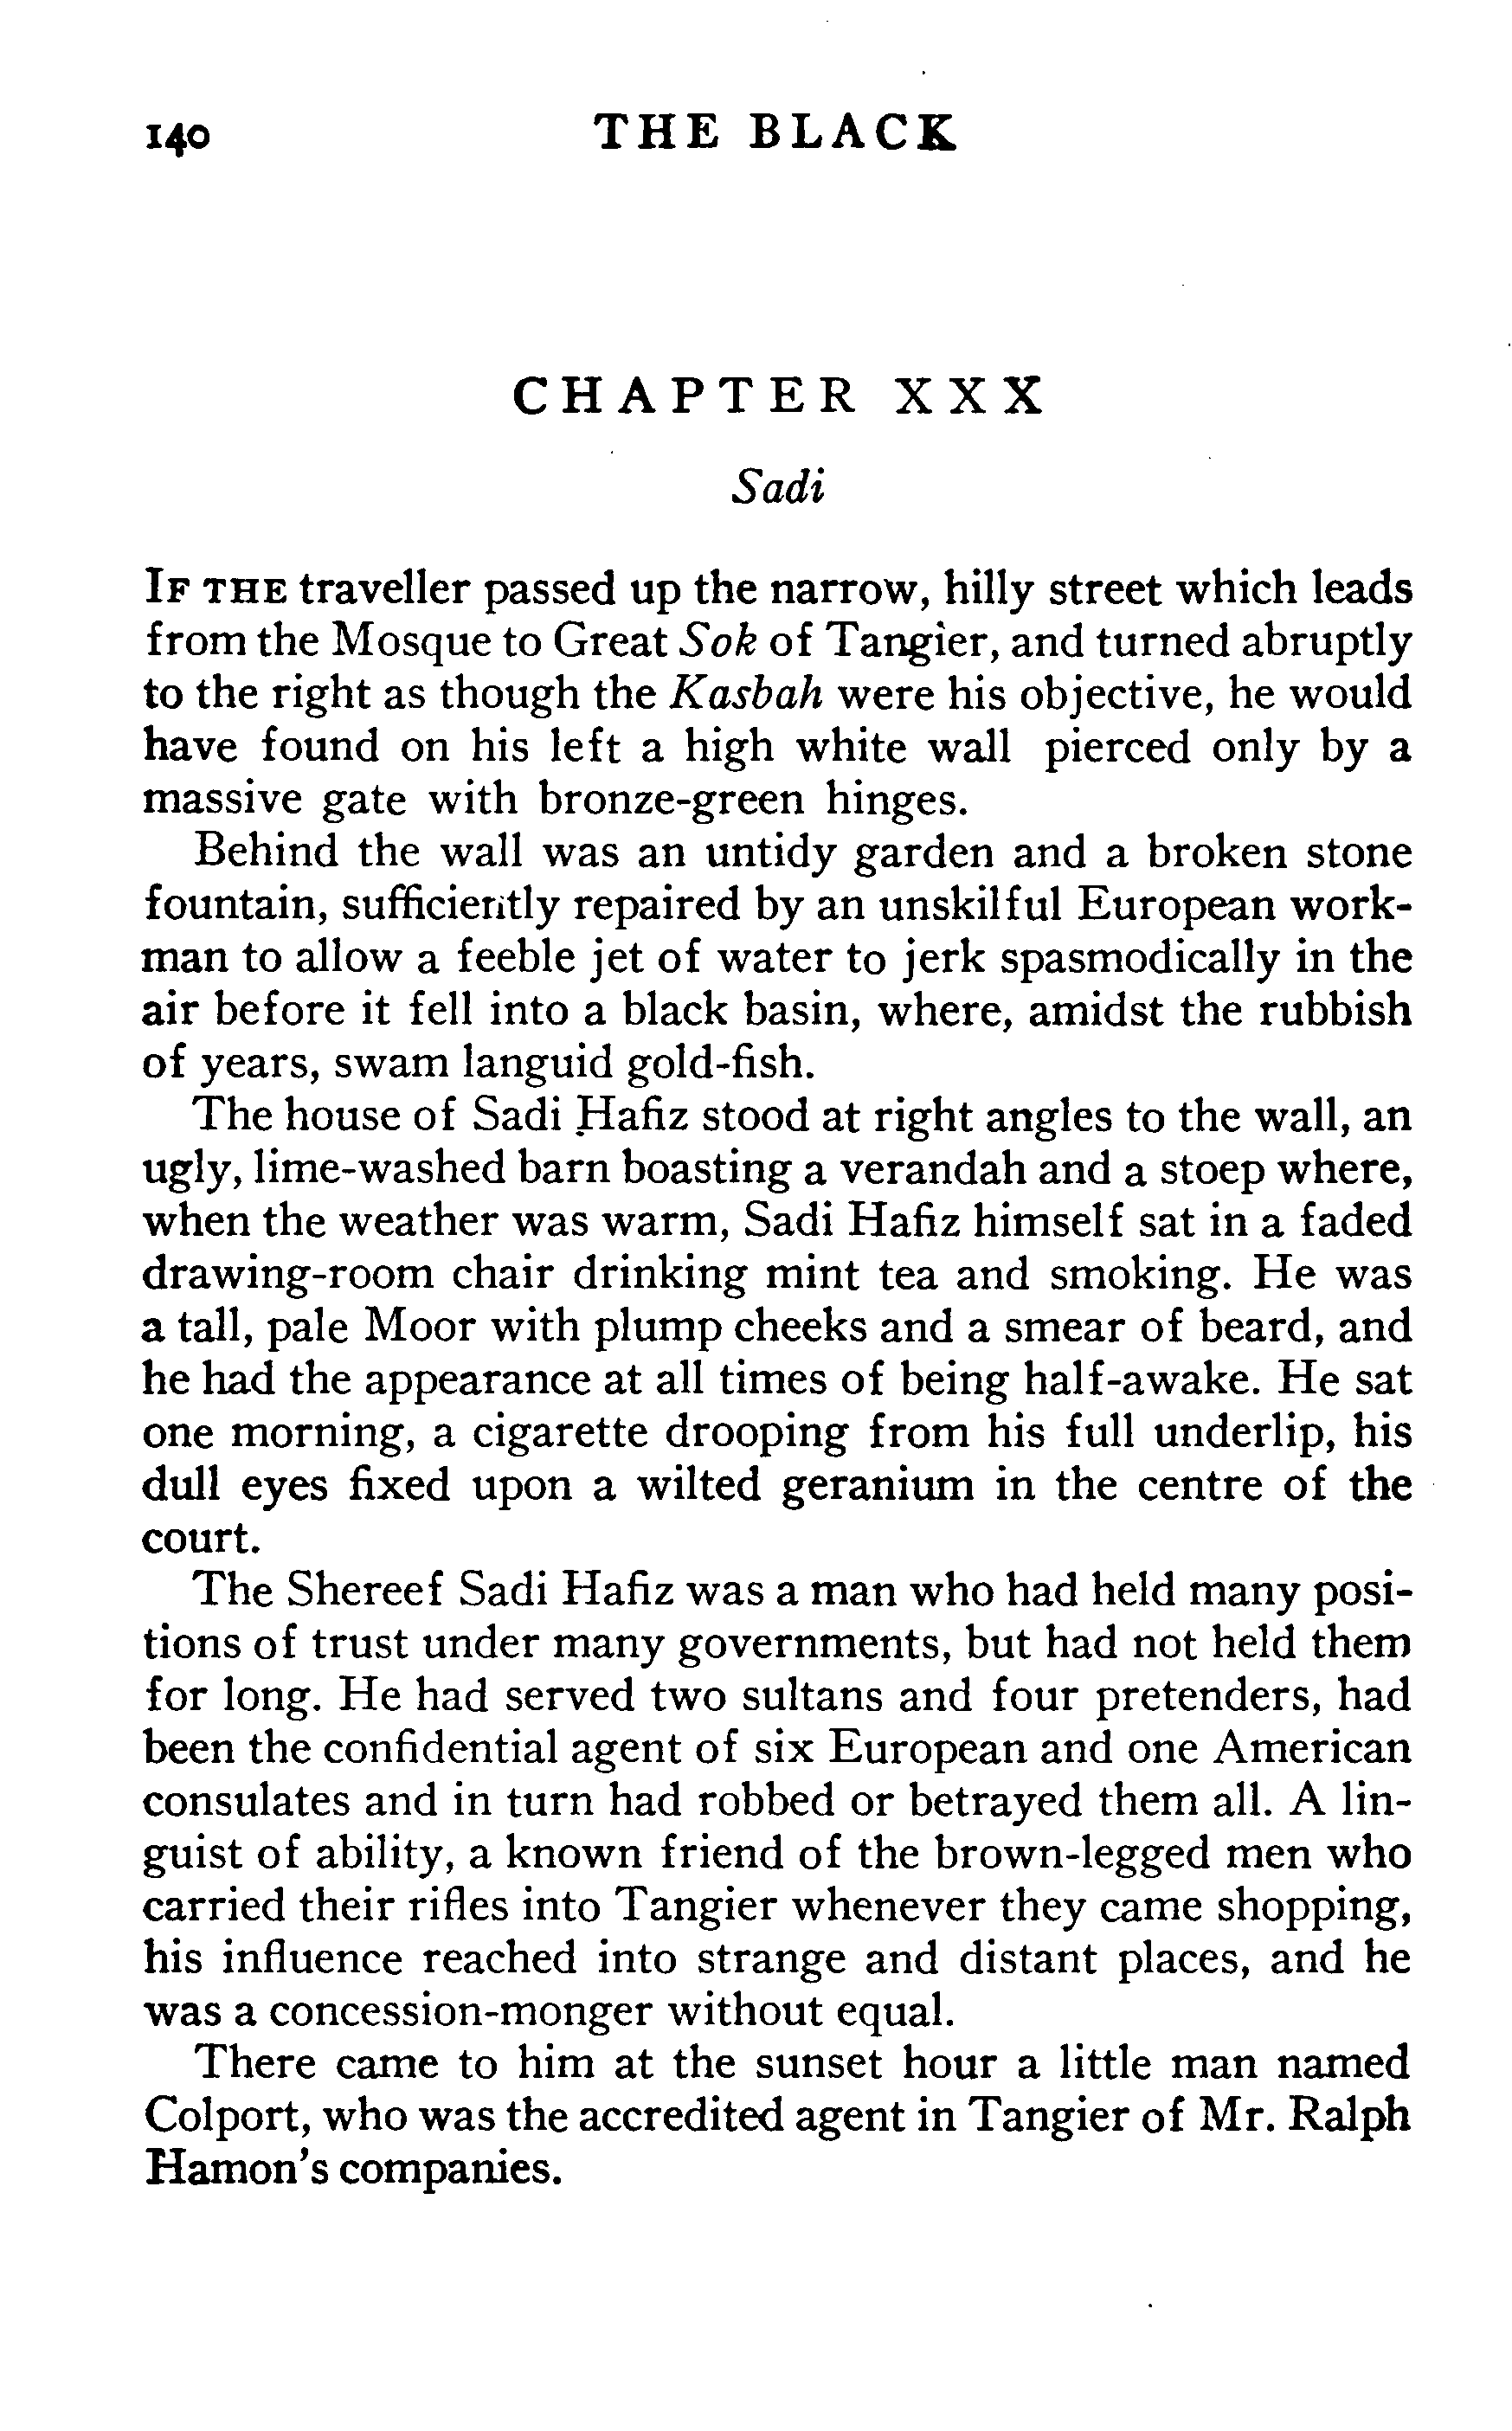 140 THE BLACK
CHAPTER XXX
Sadi
IF THE traveller passed up the narrow, hilly street which leads
from the Mosque to Great Sok of Tangier, and turned abruptly
to the right as though the Kasbah were his objective, he would
have found on his left a high white wall pierced only by a
massive gate with bronze-green hinges.
Behind the wall was an untidy garden and a broken stone
fountain, sufficiently repaired by an unskilful European work-
man to allow a feeble jet of water to jerk spasmodically in the
air before it fell into a black basin, where, amidst the rubbish
of years, swam languid gold-fish.
The house of Sadi Hafiz stood at right angles to the wall, an
ugly, lime-washed barn boasting a verandah and a stoep where,
when the weather was warm, Sadi Hafiz himself sat in a faded
drawing-room chair drinking mint tea and smoking. He was
a tall, pale Moor with plump cheeks and a smear of beard, and
he had the appearance at all times of being half-awake. He sat
one morning, a cigarette drooping from his full underlip, his
dull eyes fixed upon a wilted geranium in the centre of the
court.
The Shereef Sadi Hafiz was a man who had held many posi-
tions of trust under many governments, but had not held them
for long. He had served two sultans and four pretenders, had
been the confidential agent of six European and one American
consulates and in turn had robbed or betrayed them all. A lin-
guist of ability, a known friend of the brown-legged men who
carried their rifles into Tangier whenever they came shopping,
his influence reached into strange and distant places, and he
was a concession-monger without equal.
There came to him at the sunset hour a little man named
Colport, who was the accredited agent in Tangier of Mr. Ralph
Hamon's companies.